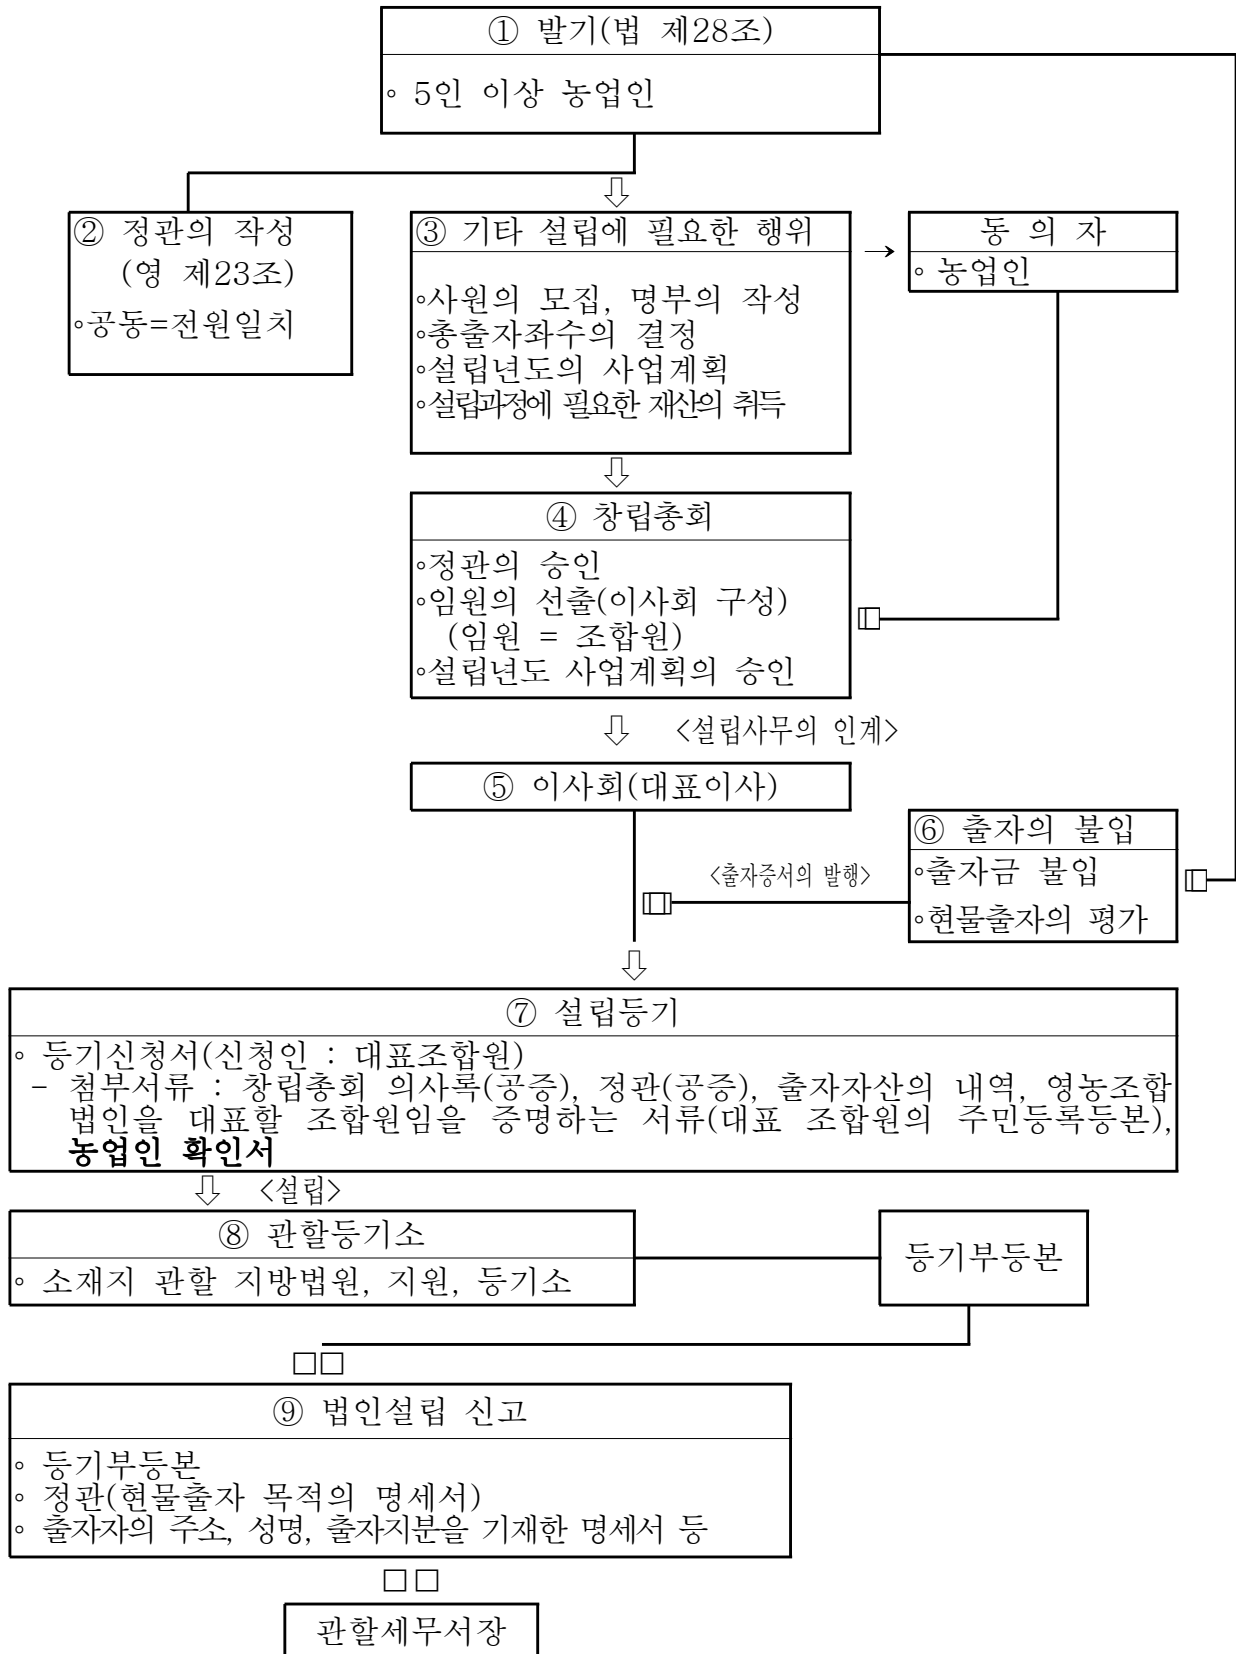 ① 발기(법 제28조)
◦ 5인 이상 농업인
② 정관의 작성
(영 제23조)
◦공동=전원일치
③ 기타 설립에 필요한 행위
◦사원의 모집, 명부의 작성
◦총출자좌수의 결정
◦설립년도의 사업계획
◦설립과정에 필요한 재산의 취득
→
동 의 자
◦ 농업인
④ 창립총회
◦정관의 승인
◦임원의 선출(이사회 구성)
(임원 = 조합원)
◦설립년도 사업계획의 승인
⇩ <설립사무의 인계>
⑤ 이사회(대표이사)
⑥ 출자의 불입
◦출자금 불입
◦현물출자의 평가
<출자증서의 발행>
⑦ 설립등기
◦ 등기신청서(신청인 : 대표조합원)
- 첨부서류 : 창립총회 의사록(공증), 정관(공증), 출자자산의 내역, 영농조합
법인을 대표할 조합원임을 증명하는 서류(대표 조합원의 주민등록등본),
농업인 확인서
⇩ <설립>
⑧ 관할등기소
◦ 소재지 관할 지방법원, 지원, 등기소
등기부등본
□□
⑨ 법인설립 신고
◦ 등기부등본
◦ 정관(현물출자 목적의 명세서)
◦ 출자자의 주소, 성명, 출자지분을 기재한 명세서 등
□□
관할세무서장